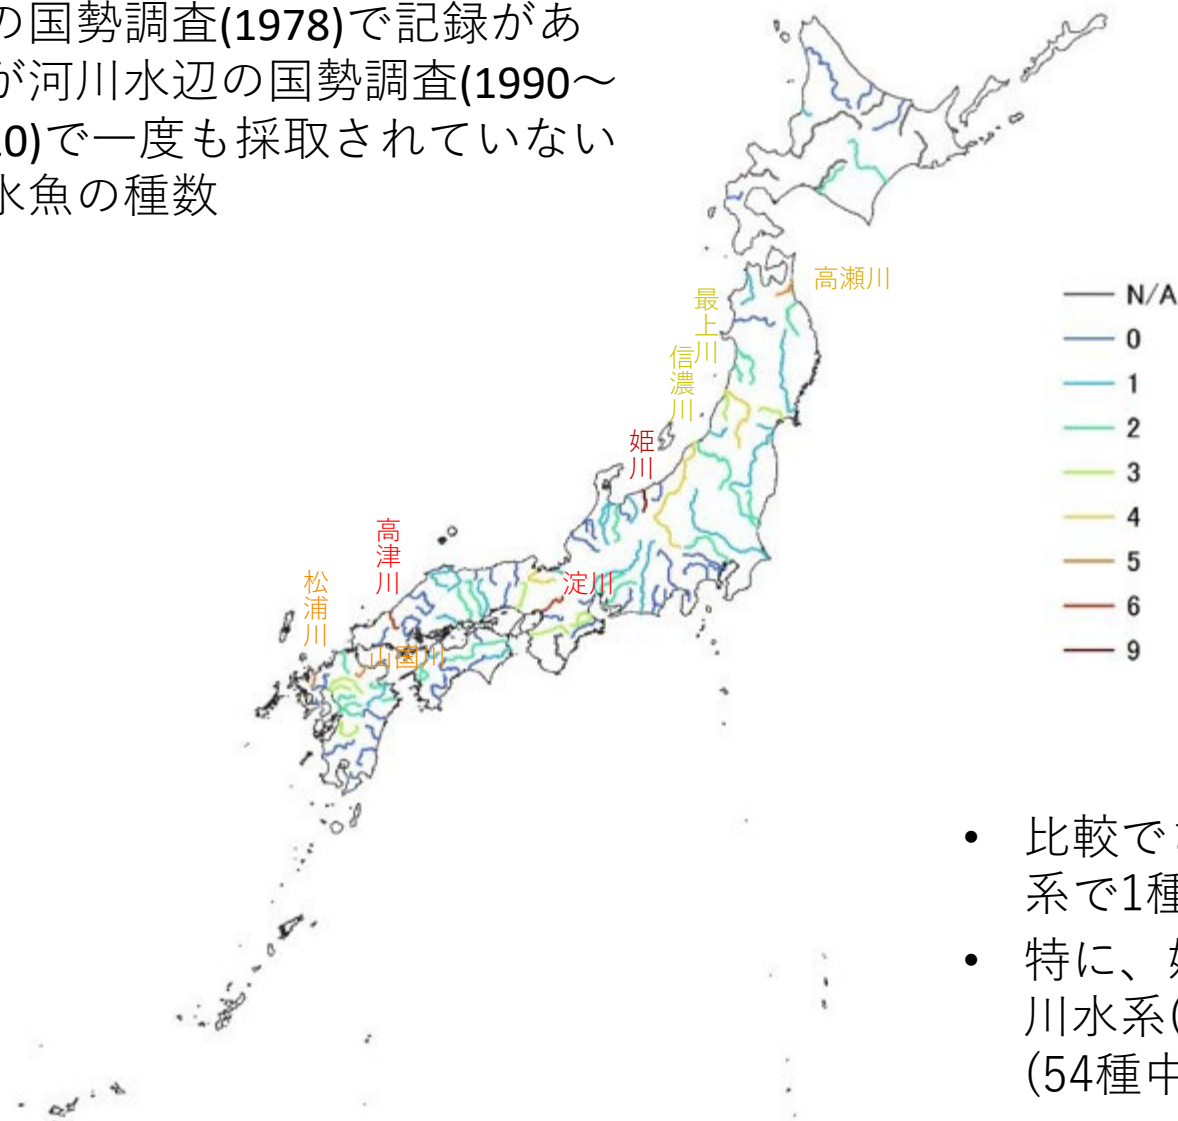 の国勢調査(1978)で記録があ
が河川水辺の国勢調査(1990～
0)で一度も採取されていない
水魚の種数
高瀬川
最上川
信濃川
姫川
高津川
淀川
松浦川
山国川
N/A
0
1
2
3
4
5
6
9
• 比較で
系で1種
• 特に、
川水系(
(54種中